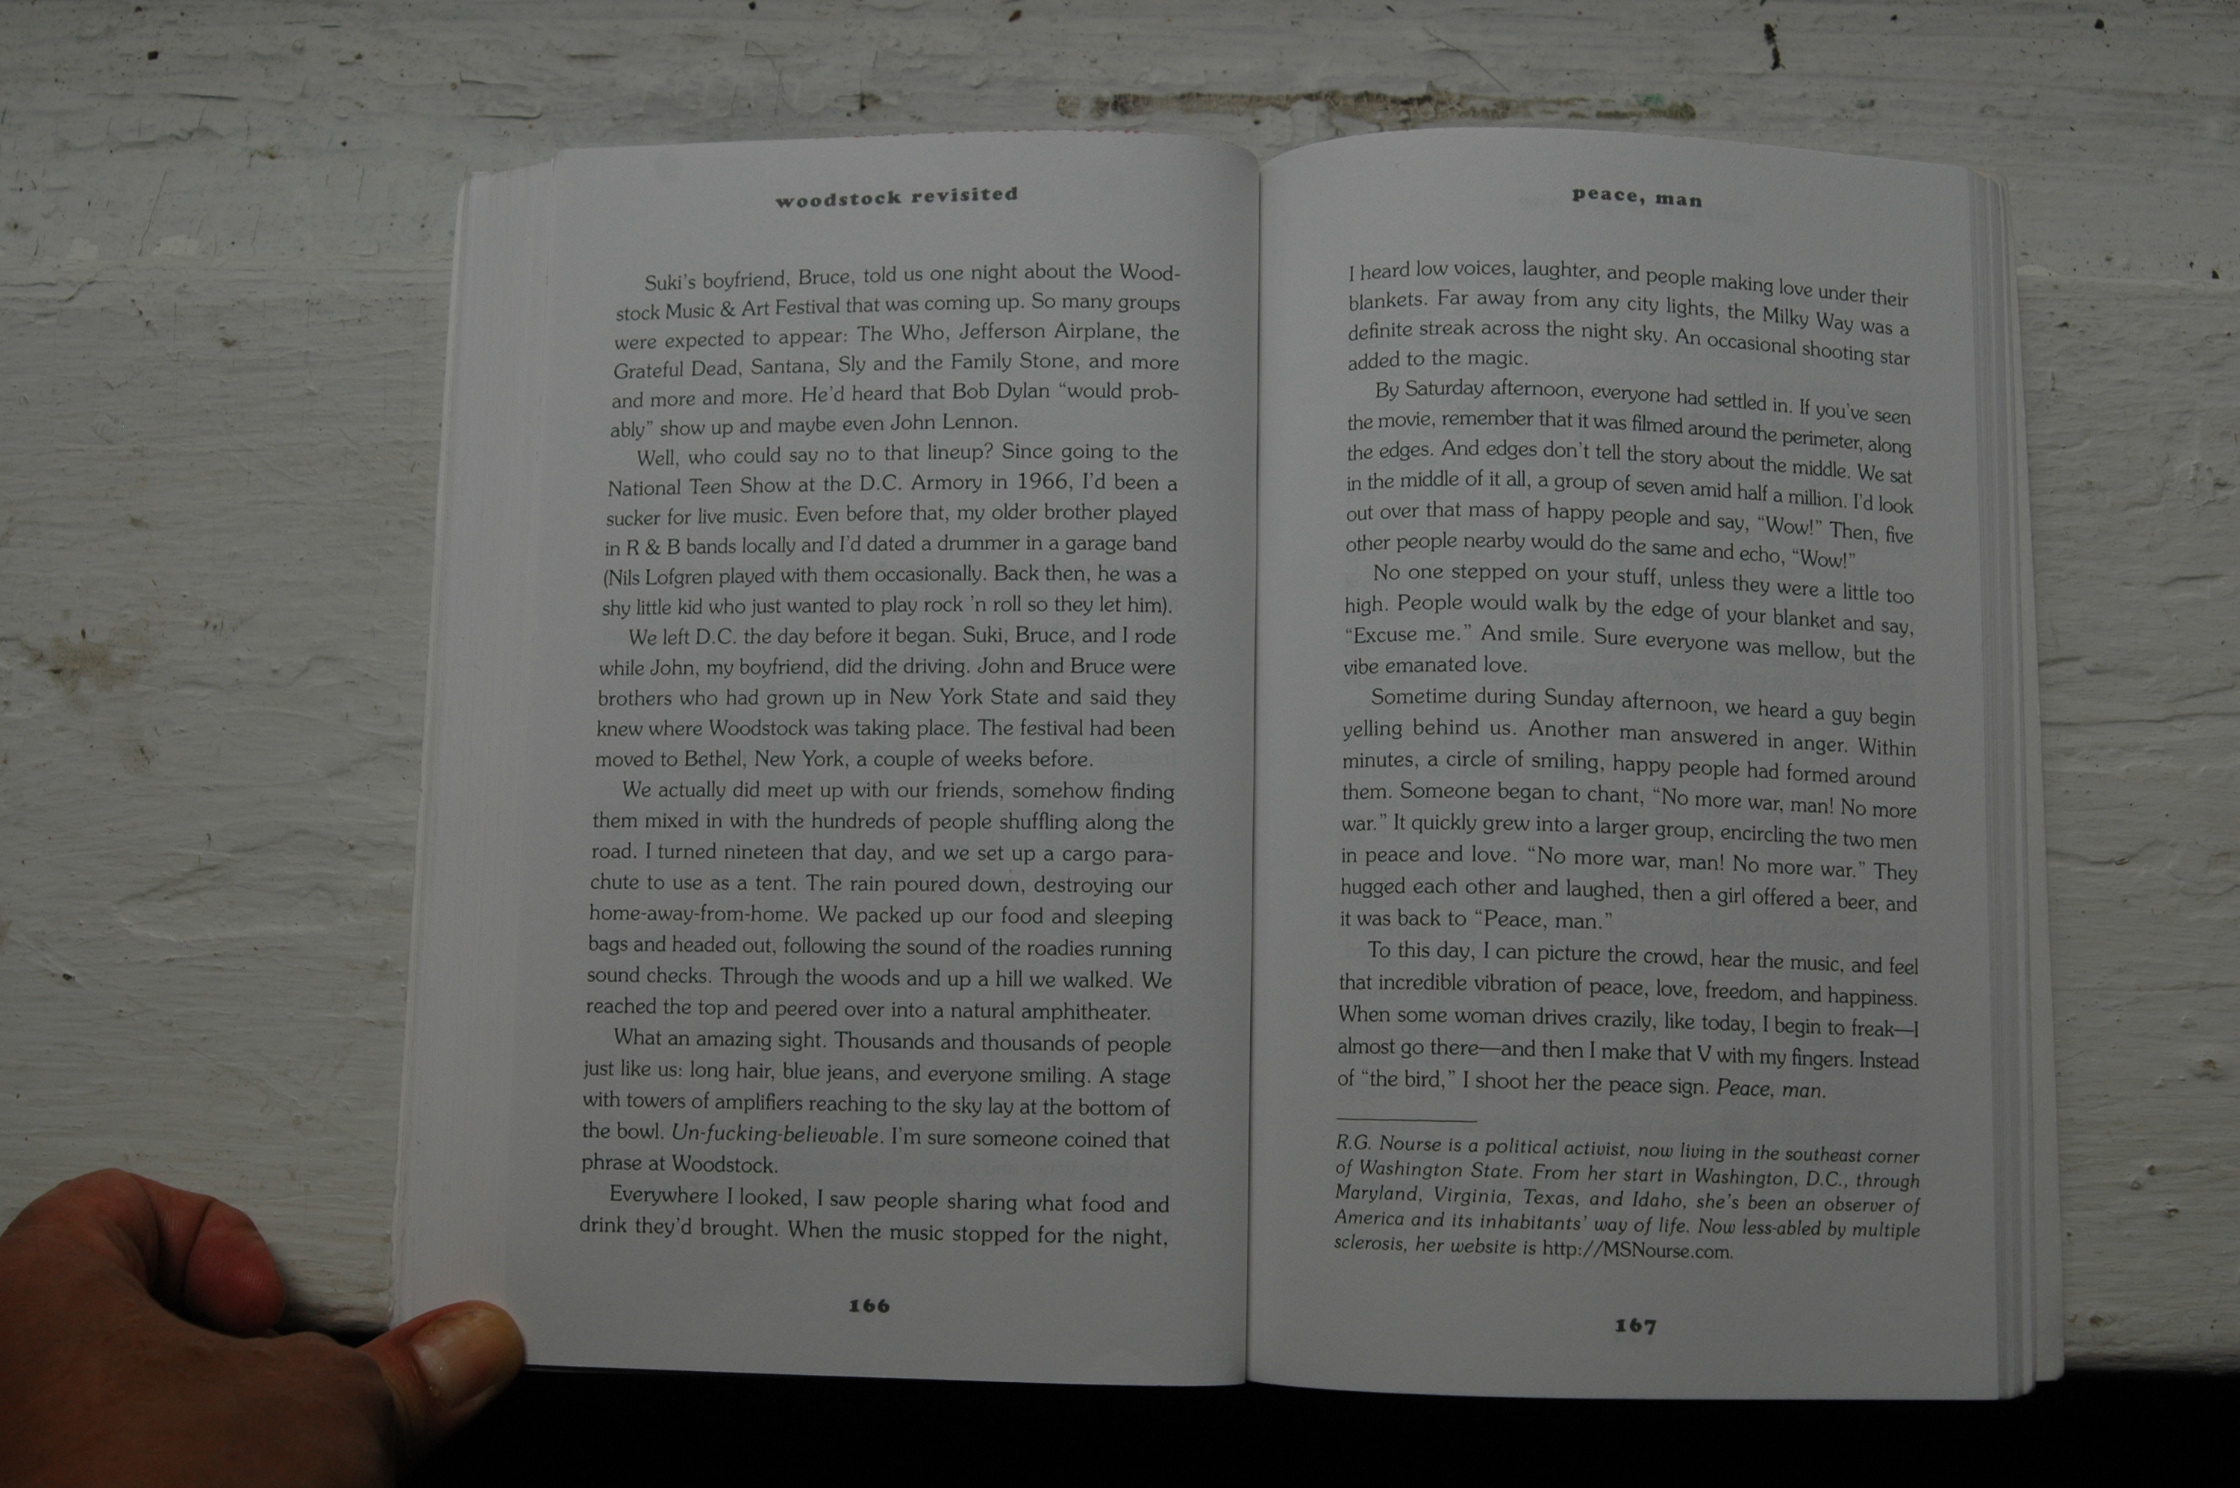 woodstock revisited
Suki's boyfriend, Bruce, told us one night about the Wood-
stock Music & Art Festival that was coming up. So many groups
were expected to appear: The Who, Jefferson Airplane, the
Grateful Dead, Santana, Sly and the Family Stone, and more
and more and more. He'd heard that Bob Dylan “would prob-
ably” show up and maybe even John Lennon.
Well, who could say no to that lineup? Since going to the
National Teen Show at the D.C. Armory in 1966, I'd been a
sucker for live music. Even before that, my older brother played
in R & B bands locally and I'd dated a drummer in a garage band
(Nils Lofgren played with them occasionally. Back then, he was a
shy little kid who just wanted to play rock 'n roll so they let him).
We left D.C. the day before it began. Suki, Bruce, and I rode
while John, my boyfriend, did the driving. John and Bruce were
brothers who had grown up in New York State and said they
knew where Woodstock was taking place. The festival had been
moved to Bethel, New York, a couple of weeks before.
We actually did meet up with our friends, somehow finding
them mixed in with the hundreds of people shuffling along the
road. I turned nineteen that day, and we set up a cargo para-
chute to use as a tent. The rain poured down, destroying our
home-away-from-home. We packed up our food and sleeping
bags and headed out, following the sound of the roadies running
sound checks. Through the woods and up a hill we walked. We
reached the top and peered over into a natural amphitheater.
What an amazing sight. Thousands and thousands of people
just like us: long hair, blue jeans, and everyone smiling. A stage
with towers of amplifiers reaching to the sky lay at the bottom of
the bowl. Un-fucking-believable. I'm sure someone coined that
phrase at Woodstock.
Everywhere I looked, I saw people sharing what food and
drink they'd brought. When the music stopped for the night,
166
peace, man
I heard low voices, laughter, and people making love under their
blankets. Far away from any city lights, the Milky Way was a
definite streak across the night sky. An occasional shooting star
added to the magic.
By Saturday afternoon, everyone had settled in. If you've seen
the movie, remember that it was filmed around the perimeter, along
the edges. And edges don't tell the story about the middle. We sat
in the middle of it all, a group of seven amid half a million. I'd look
out over that mass of happy people and say, “Wow!” Then, five
other people nearby would do the same and echo, “Wow!”
No one stepped on your stuff, unless they were a little too
high. People would walk by the edge of your blanket and say,
“Excuse me.” And smile. Sure everyone was mellow, but the
vibe emanated love.
Sometime during Sunday afternoon, we heard a guy begin
yelling behind us. Another man answered in anger. Within
minutes, a circle of smiling, happy people had formed around
them. Someone began to chant, “No more war, man! No more
war.” It quickly grew into a larger group, encircling the two men
in peace and love. “No more war, man! No more war.” They
hugged each other and laughed, then a girl offered a beer, and
it was back to “Peace, man.”
To this day, I can picture the crowd, hear the music, and feel
that incredible vibration of peace, love, freedom, and happiness.
When some woman drives crazily, like today, I begin to freak—I
almost go there—and then I make that V with my fingers. Instead
of “the bird,” I shoot her the peace sign. Peace, man.
R.G. Nourse is a political activist, now living in the southeast corner
of Washington State. From her start in Washington, D.C., through
Maryland, Virginia, Texas, and Idaho, she's been an observer of
America and its inhabitants' way of life. Now less-abled by multiple
sclerosis, her website is http://MSNourse.com.
167